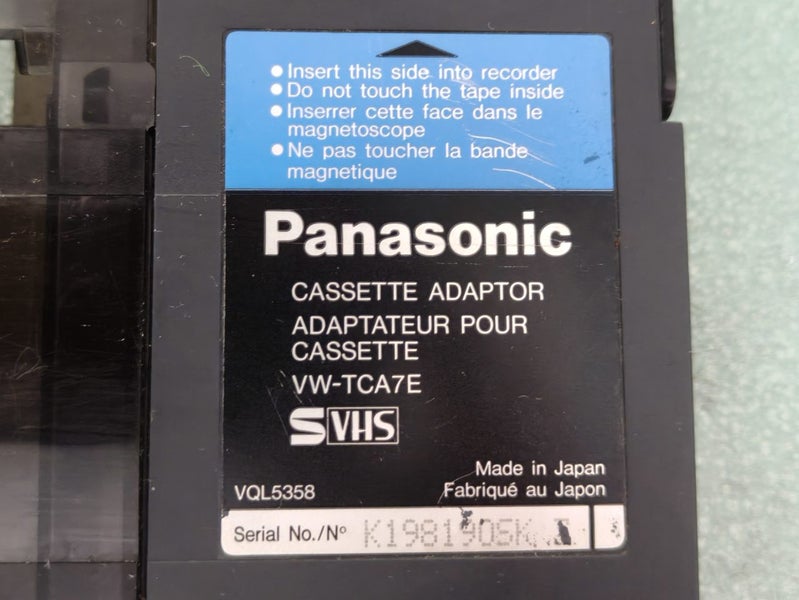 ● Insert this side into recorder
● Do not touch the tape inside
● Inserrer cette face dans le
magnetoscope
● Ne pas toucher la bande
magnetique
Panasonic
CASSETTE ADAPTOR
ADAPTATEUR POUR
CASSETTE
VW-TCA7E
S VHS
Made in Japan
VQL5358 Fabriqué au Japon
Serial No./Nº